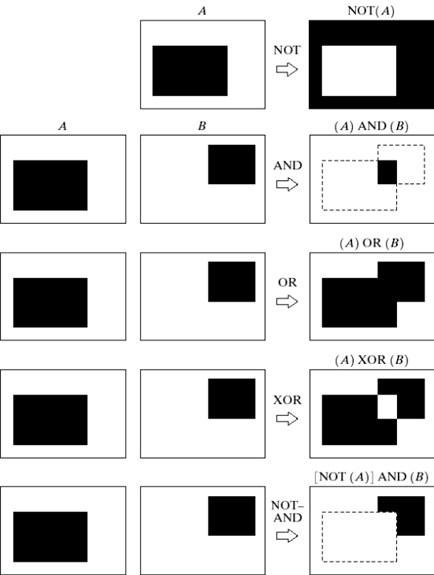 A
NOT(A)
NOT
A
B
(A) AND (B)
AND
(A) OR (B)
OR
(A) XOR (B)
XOR
[NOT (A)] AND (B)
NOT–
AND